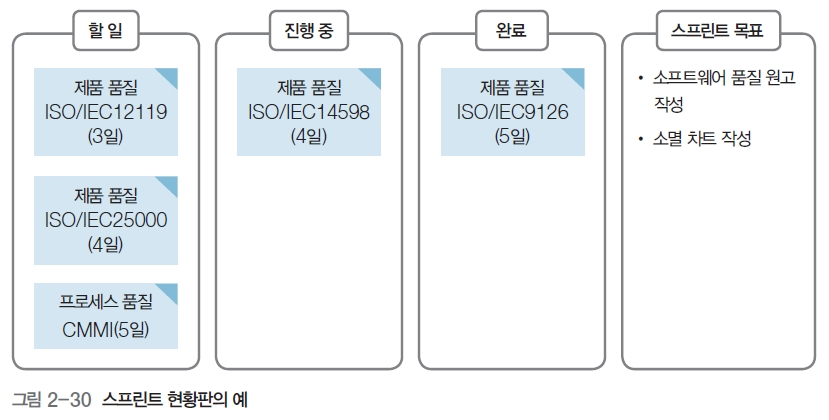 할 일
제품 품질
ISO/IEC12119
(3일)
제품 품질
ISO/IEC25000
(4일)
프로세스 품질
CMMI(5일)
진행 중
제품 품질
ISO/IEC14598
(4일)
완료
제품 품질
ISO/IEC9126
(5일)
스프린트 목표
• 소프트웨어 품질 원고
작성
• 소멸 차트 작성
그림 2-30 스프린트 현황판의 예